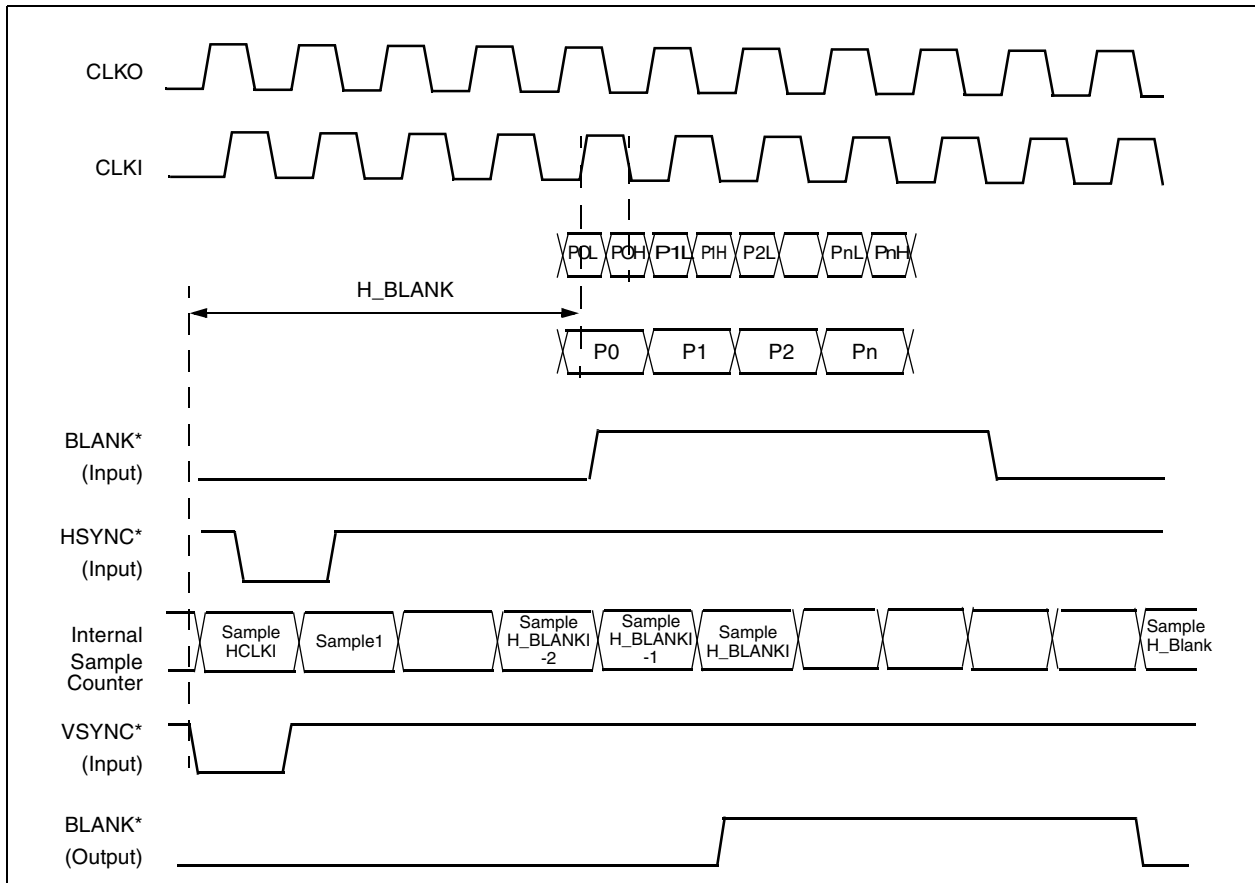 CLKO
CLKI
P0L P0H P1L P1H P2L PnL PnH
H_BLANK
P0 P1 P2 Pn
BLANK*
(Input)
HSYNC*
(Input)
Internal
Sample
Counter
Sample
HCLKI
Sample1
Sample
H_BLANKI
-2
Sample
H_BLANKI
-1
Sample
H_BLANKI
Sample
H_Blank
VSYNC*
(Input)
BLANK*
(Output)